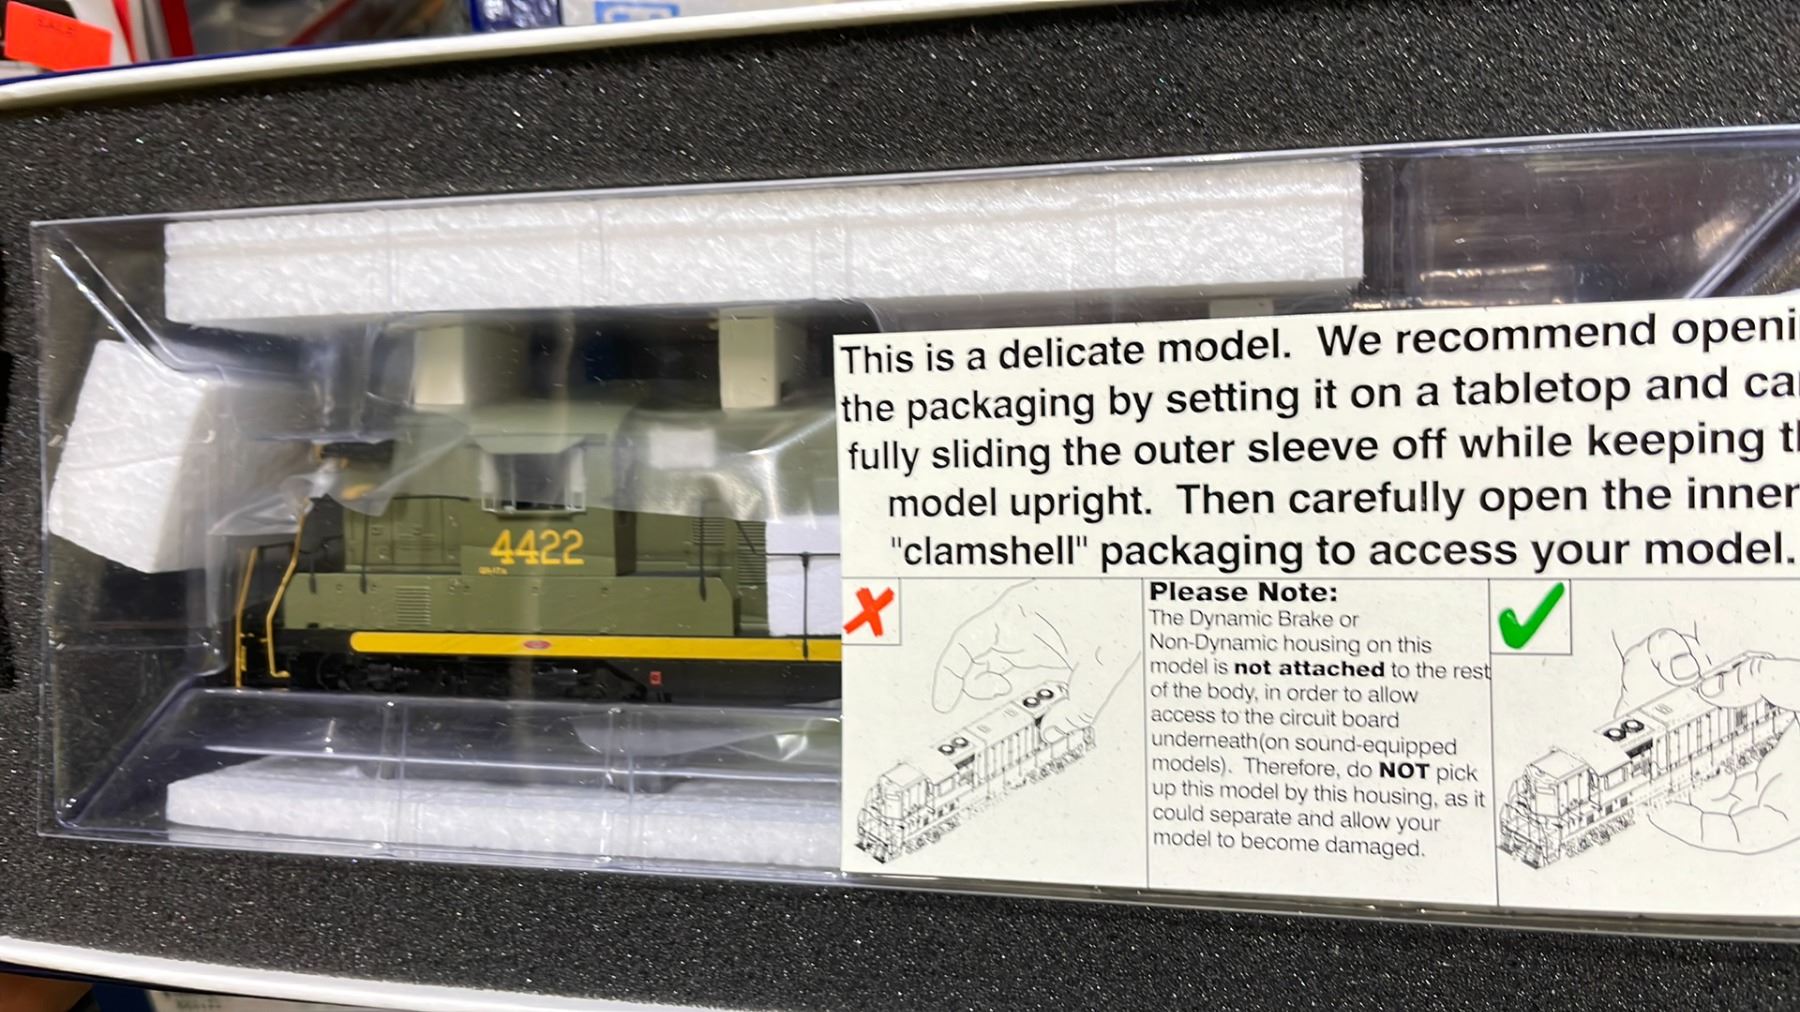 This is a delicate model. We recommend openi
the packaging by setting it on a tabletop and ca
fully sliding the outer sleeve off while keeping t
model upright. Then carefully open the inner
"clamshell" packaging to access your model.
4422
Please Note:
The Dynamic Brake or
Non-Dynamic housing on this
model is not attached to the rest
of the body, in order to allow
access to the circuit board
underneath(on sound-equipped
models). Therefore, do NOT pick
up this model by this housing, as it
could separate and allow your
model to become damaged.